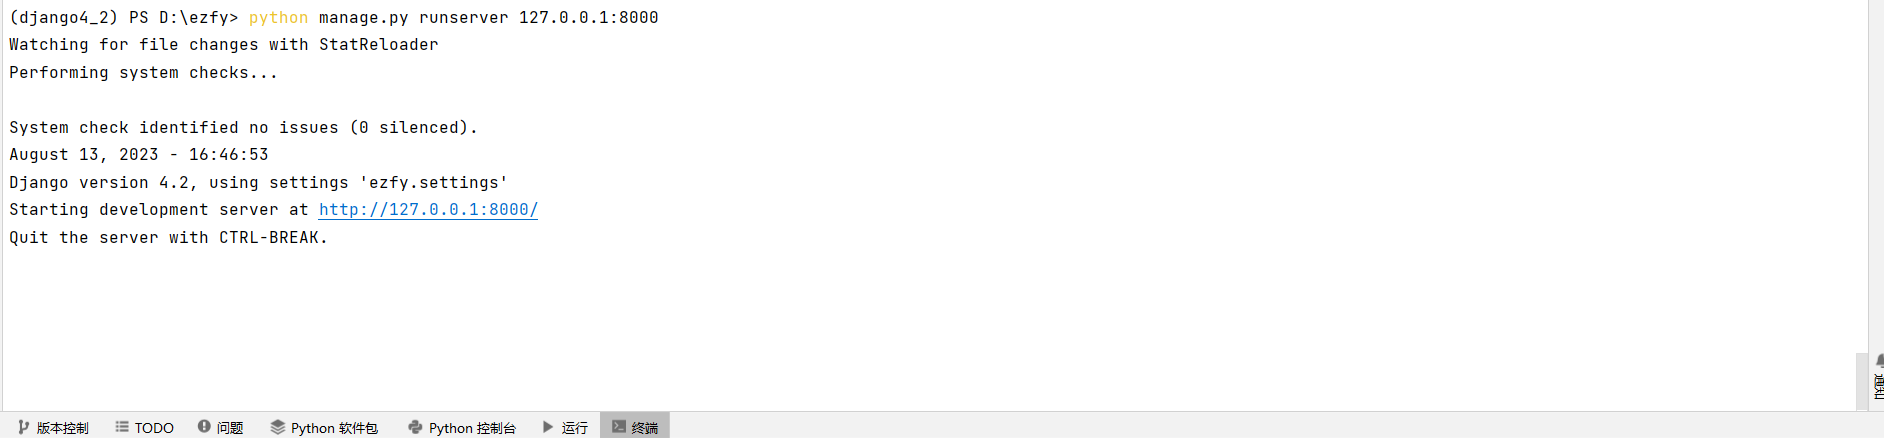 (django4_2) PS D:\ezfy> python manage.py runserver 127.0.0.1:8000
Watching for file changes with StatReloader
Performing system checks...
System check identified no issues (0 silenced).
August 13, 2023 - 16:46:53
Django version 4.2, using settings 'ezfy.settings'
Starting development server at http://127.0.0.1:8000/
Quit the server with CTRL-BREAK.
通知
版本控制 TODO 问题 Python 软件包 Python 控制台 运行 终端